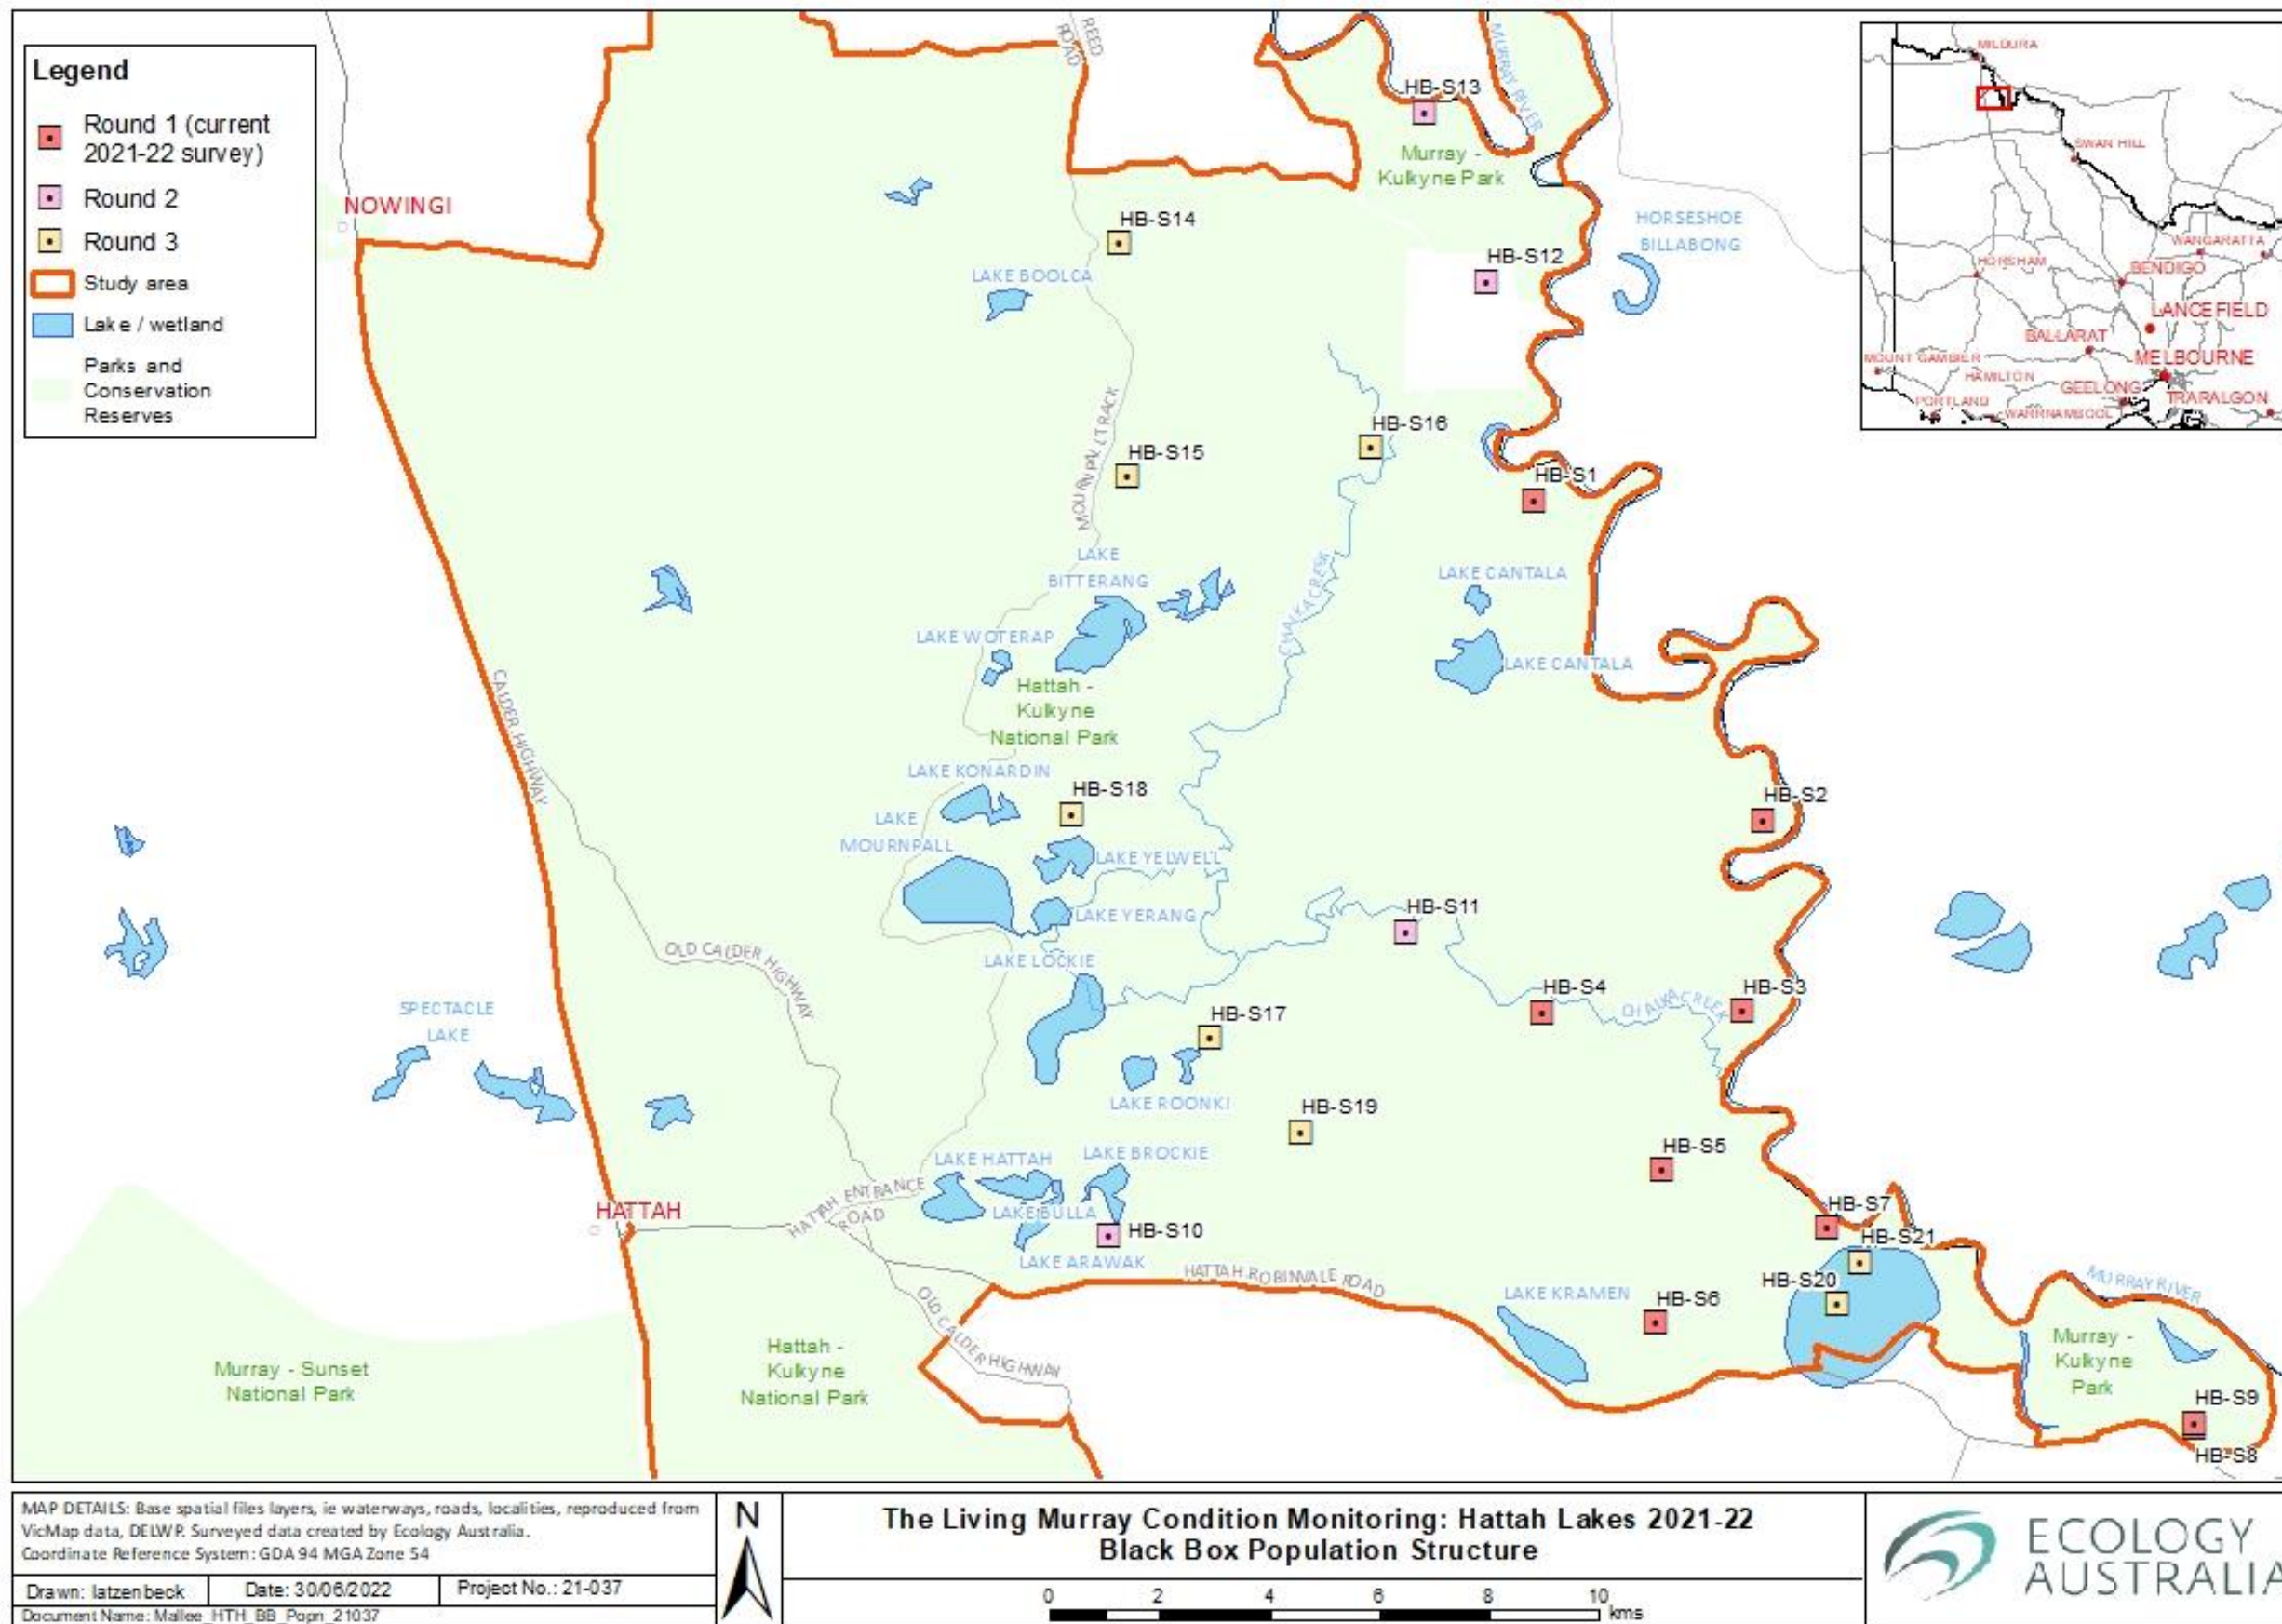 Legend
Round 1 (current
2021-22 survey)
Round 2
Round 3
Study area
Lake / wetland
Parks and
Conservation
Reserves
REED
ROAD
MURRAY RIVER
HB-S13
Murray -
Kulkyne Park
NOWINGI
HB-S14
HB-S12
HORSESHOE
BILLABONG
LAKE BOOLCA
MILDURA
SWAN HILL
WANGARATTA
HORSHAM
BENDIGO
LANCEFIELD
BALLARAT
MOUNT GAMBIER
MELBOURNE
HAMILTON
GEELONG
TRARALGON
PORTLAND
WARRNAMBOOL
MOURNPALL TRACK
HB-S16
HB-S15
HB-S1
LAKE
BITTERANG
CHALKA CREEK
LAKE CANTALA
LAKE WOTERAP
LAKE CANTALA
Hattah -
Kulkyne
National Park
CALDER HIGHWAY
LAKE KONARDIN
HB-S18
HB-S2
LAKE
MOURNPALL
LAKE YELWELL
LAKE YERANG
HB-S11
OLD CALDER HIGHWAY
LAKE LOCKIE
HB-S4
CHALKA CREEK
HB-S3
SPECTACLE
LAKE
HB-S17
LAKE ROONKI
HB-S19
HB-S5
LAKE HATTAH
LAKE BROCKIE
HATTAH ENTRANCE
ROAD
HATTAH
LAKE BULLA
HB-S10
LAKE ARAWAK
HB-S7
HB-S21
HATTAH ROBINVALE ROAD
HB-S20
LAKE KRAMEN
HB-S6
MURRAY RIVER
OLD CALDER HIGHWAY
Murray - Sunset
National Park
Hattah -
Kulkyne
National Park
Murray -
Kulkyne
Park
HB-S9
HB-S8
MAP DETAILS: Base spatial files layers, ie waterways, roads, localities, reproduced from
VicMap data, DELWP. Surveyed data created by Ecology Australia.
Coordinate Reference System: GDA 94 MGA Zone 54
Drawn: latzenbeck
Date: 30/06/2022
Project No.: 21-037
Document Name: Mallee_HTH_BB_Popn_21037
N
The Living Murray Condition Monitoring: Hattah Lakes 2021-22
Black Box Population Structure
0 2 4 6 8 10
kms
ECOLOGY
AUSTRALIA